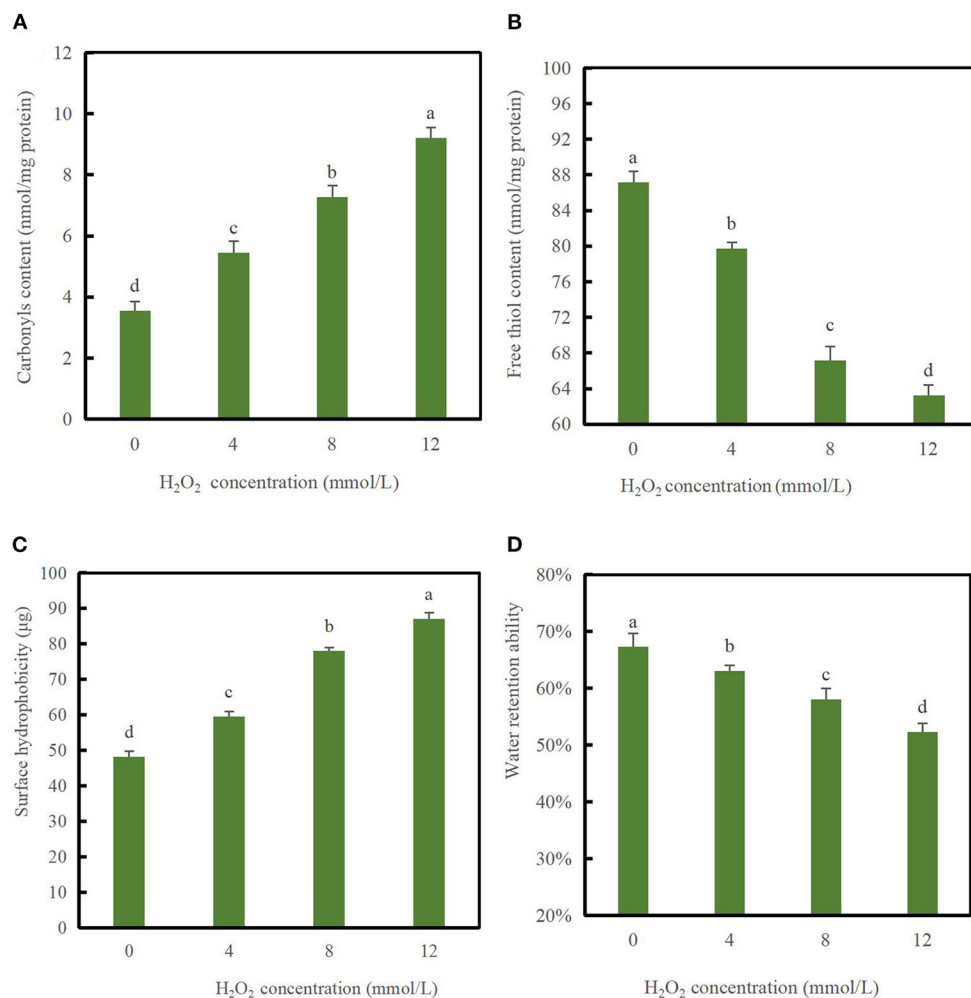 A
Carbonyls content (nmol/mg protein)
12
10
8
6
4
2
0
d
c
b
a
0 4 8 12
H₂O₂ concentration (mmol/L)
B
Free thiol content (nmol/mg protein)
100
96
92
88
84
80
76
72
68
64
60
a
b
c
d
0 4 8 12
H₂O₂ concentration (mmol/L)
C
Surface hydrophobicity (μg)
100
90
80
70
60
50
40
30
20
10
0
d
c
b
a
0 4 8 12
H₂O₂ concentration (mmol/L)
D
Water retention ability
80%
70%
60%
50%
40%
30%
20%
a
b
c
d
0 4 8 12
H₂O₂ concentration (mmol/L)